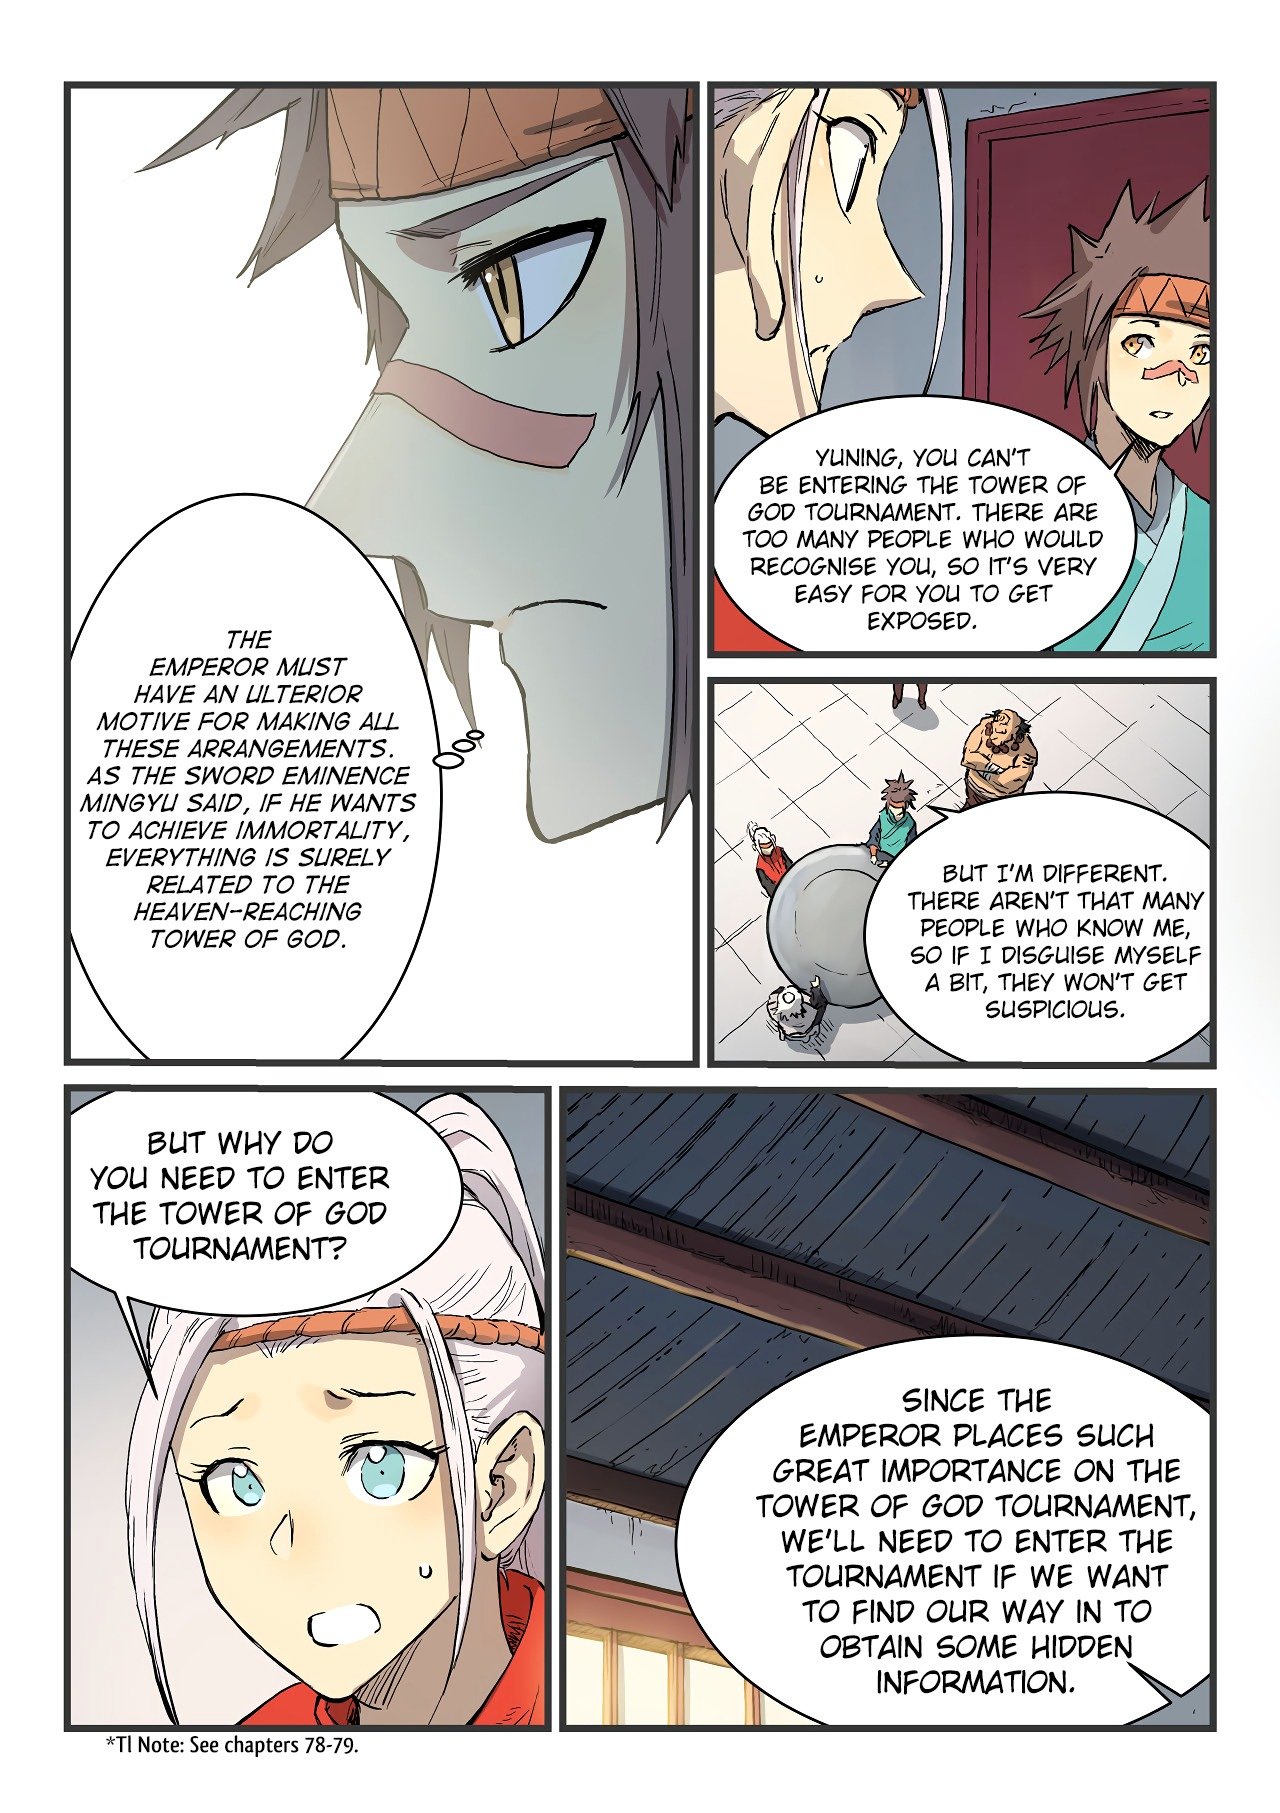 THE
EMPEROR MUST
HAVE AN ULTERIOR
MOTIVE FOR MAKING ALL
THESE ARRANGEMENTS.
AS THE SWORD EMINENCE
MINGYU SAID, IF HE WANTS
TO ACHIEVE IMMORTALITY,
EVERYTHING IS SURELY
RELATED TO THE
HEAVEN-REACHING
TOWER OF GOD.
YUNING, YOU CAN'T
BE ENTERING THE TOWER OF
GOD TOURNAMENT. THERE ARE
TOO MANY PEOPLE WHO WOULD
RECOGNISE YOU, SO IT'S VERY
EASY FOR YOU TO GET
EXPOSED.
BUT I'M DIFFERENT.
THERE AREN'T THAT MANY
PEOPLE WHO KNOW ME,
SO IF I DISGUISE MYSELF
A BIT, THEY WON'T GET
SUSPICIOUS.
BUT WHY DO
YOU NEED TO ENTER
THE TOWER OF GOD
TOURNAMENT?
SINCE THE
EMPEROR PLACES SUCH
GREAT IMPORTANCE ON THE
TOWER OF GOD TOURNAMENT,
WE'LL NEED TO ENTER THE
TOURNAMENT IF WE WANT
TO FIND OUR WAY IN TO
OBTAIN SOME HIDDEN
INFORMATION.
*Tl Note: See chapters 78-79.